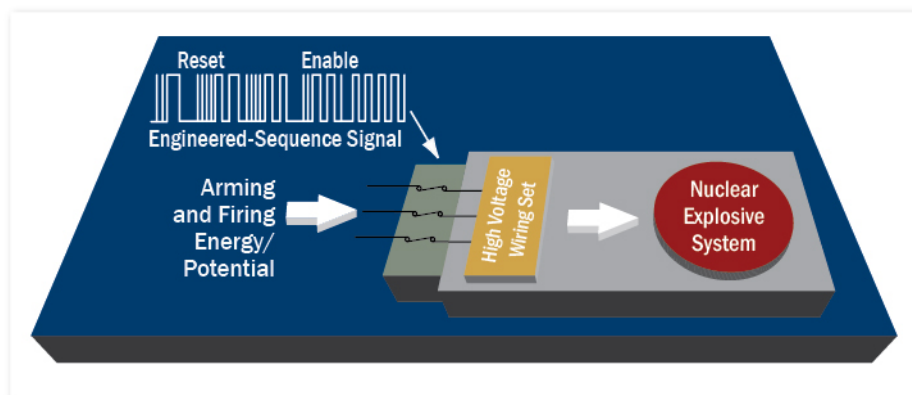 Reset Enable
Engineered-Sequence Signal
Arming
and Firing
Energy/
Potential
High Voltage
Wiring Set
Nuclear
Explosive
System